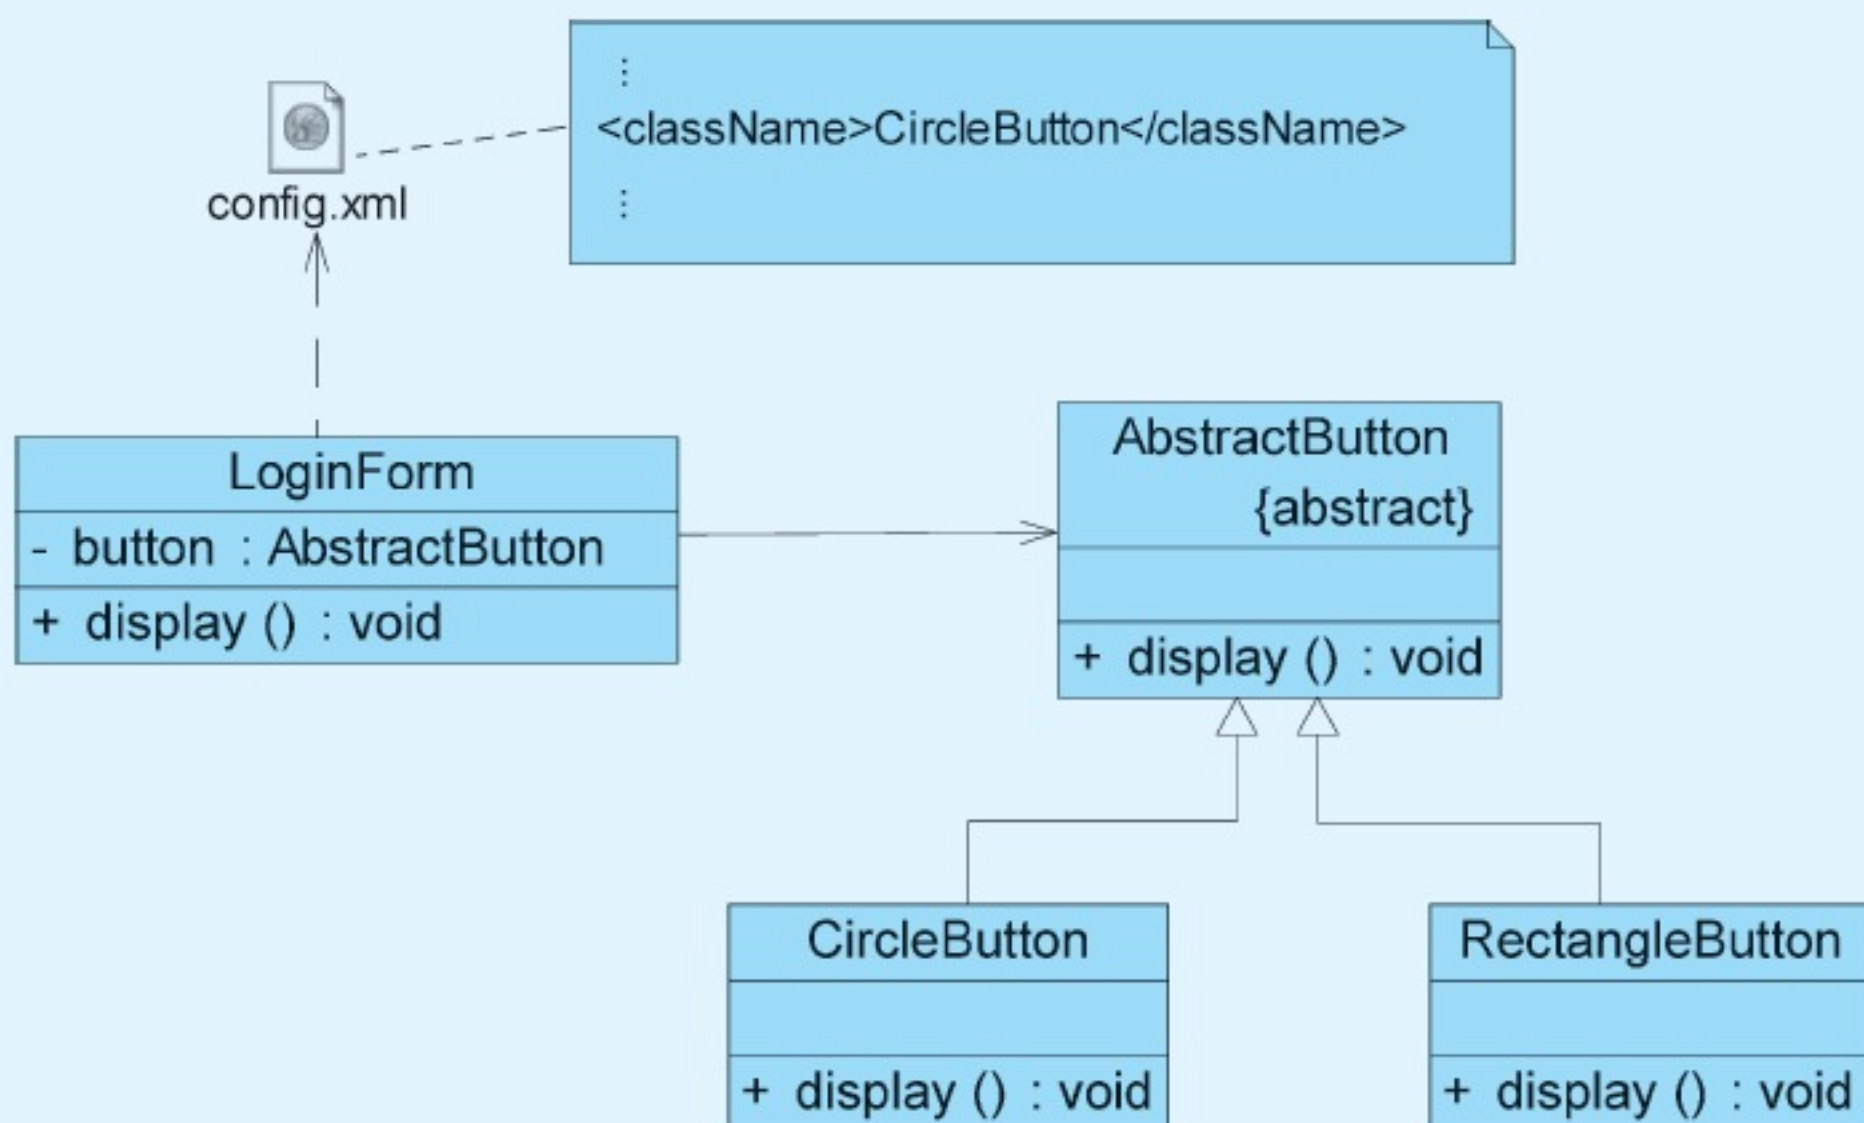 ⋮
<className>CircleButton</className>
⋮
config.xml
LoginForm
- button : AbstractButton
+ display () : void
AbstractButton
{abstract}
+ display () : void
CircleButton
+ display () : void
RectangleButton
+ display () : void